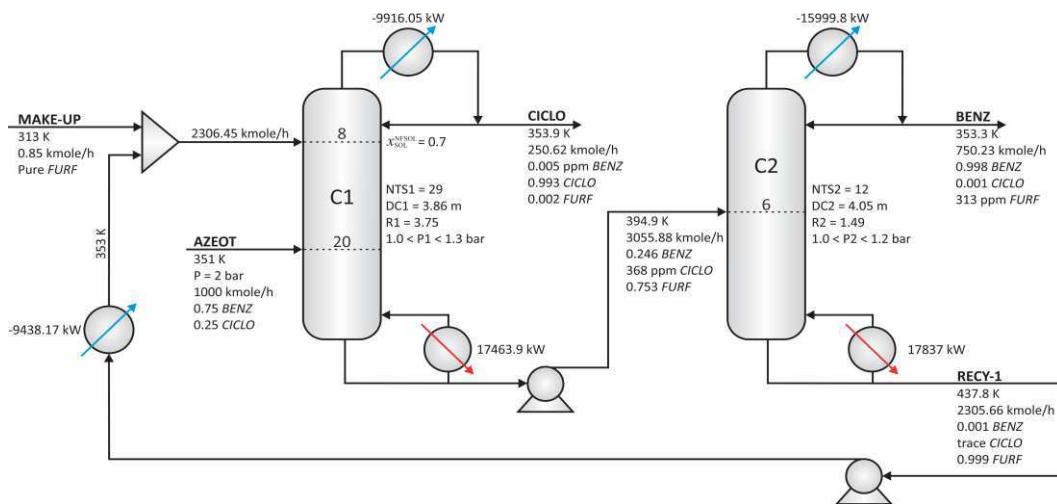 -9916.05 kW
-15999.8 kW
MAKE-UP
313 K
0.85 kmole/h
Pure FURF
2306.45 kmole/h
8
x_SOL^NFSOL = 0.7
CICLO
353.9 K
250.62 kmole/h
0.005 ppm BENZ
0.993 CICLO
0.002 FURF
BENZ
353.3 K
750.23 kmole/h
0.998 BENZ
0.001 CICLO
313 ppm FURF
C1
NTS1 = 29
DC1 = 3.86 m
R1 = 3.75
1.0 < P1 < 1.3 bar
C2
6
NTS2 = 12
DC2 = 4.05 m
R2 = 1.49
1.0 < P2 < 1.2 bar
353 K
20
AZEOT
351 K
P = 2 bar
1000 kmole/h
0.75 BENZ
0.25 CICLO
394.9 K
3055.88 kmole/h
0.246 BENZ
368 ppm CICLO
0.753 FURF
-9438.17 kW
17463.9 kW
17837 kW
RECY-1
437.8 K
2305.66 kmole/h
0.001 BENZ
trace CICLO
0.999 FURF